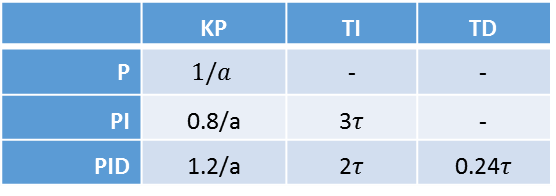 KP TI TD
P 1/a - -
PI 0.8/a 3τ -
PID 1.2/a 2τ 0.24τ